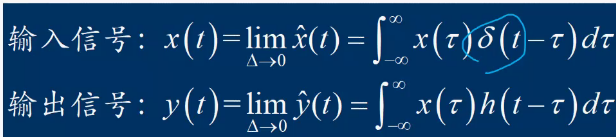 输入信号：x(t)=lim_{Δ→0} x̂(t)=∫_{-∞}^{∞} x(τ)δ(t-τ)dτ
输出信号：y(t)=lim_{Δ→0} ŷ(t)=∫_{-∞}^{∞} x(τ)h(t-τ)dτ